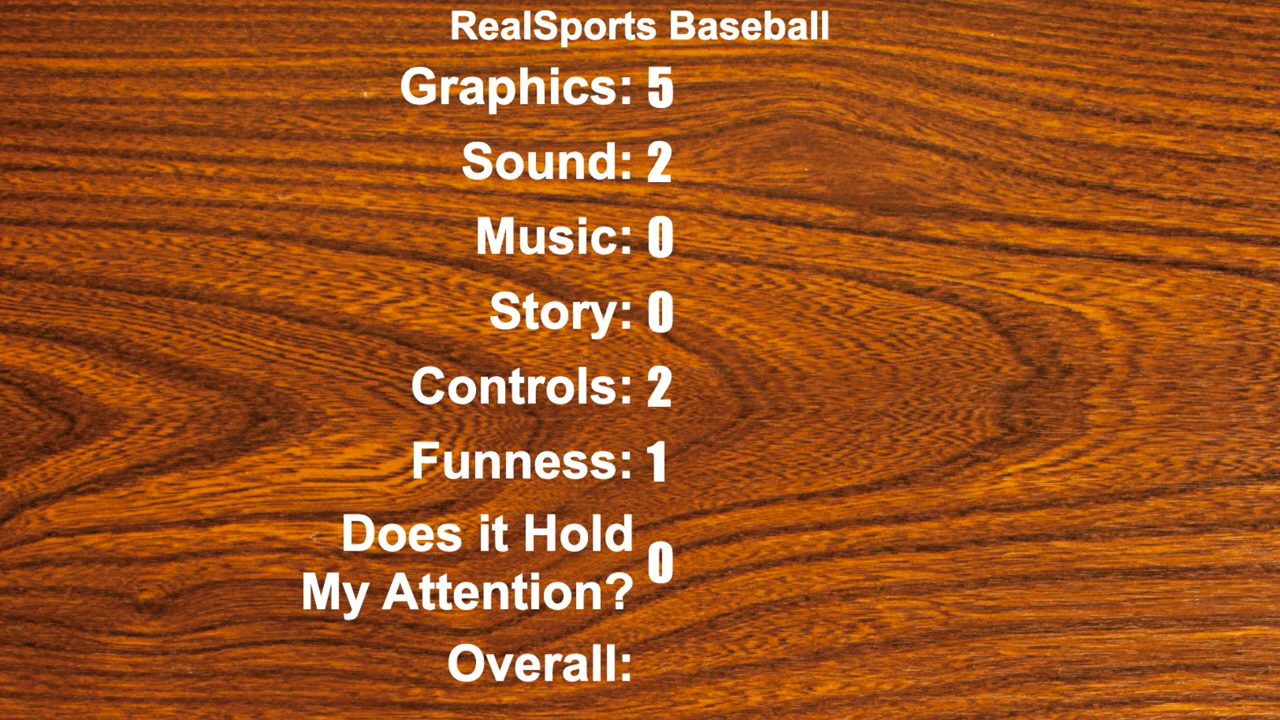 RealSports Baseball
Graphics: 5
Sound: 2
Music: 0
Story: 0
Controls: 2
Funness: 1
Does it Hold
My Attention? 0
Overall: